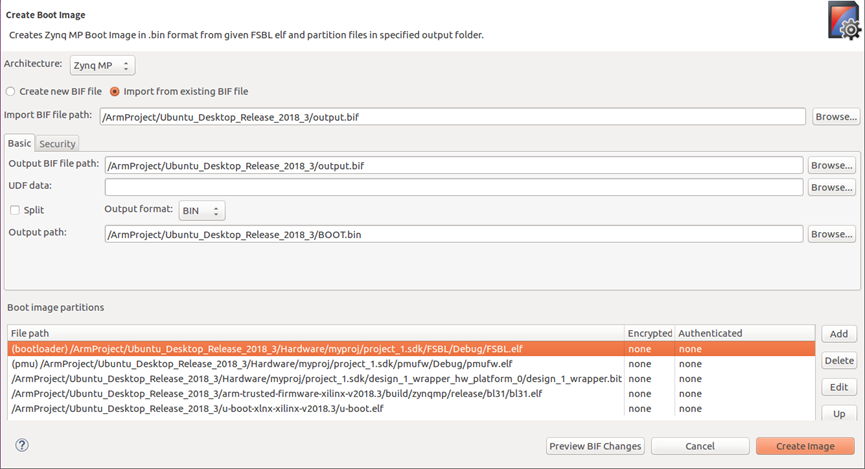 Create Boot Image
Creates Zynq MP Boot Image in .bin format from given FSBL elf and partition files in specified output folder.
Architecture: Zynq MP
Create new BIF file Import from existing BIF file
Import BIF file path: /ArmProject/Ubuntu_Desktop_Release_2018_3/output.bif Browse...
Basic Security
Output BIF file path: /ArmProject/Ubuntu_Desktop_Release_2018_3/output.bif Browse...
UDF data: Browse...
Split Output format: BIN
Output path: /ArmProject/Ubuntu_Desktop_Release_2018_3/BOOT.bin Browse...
Boot image partitions
File path Encrypted Authenticated
(bootloader) /ArmProject/Ubuntu_Desktop_Release_2018_3/Hardware/myproj/project_1.sdk/FSBL/Debug/FSBL.elf none none Add
(pmu) /ArmProject/Ubuntu_Desktop_Release_2018_3/Hardware/myproj/project_1.sdk/pmufw/Debug/pmufw.elf none none Delete
/ArmProject/Ubuntu_Desktop_Release_2018_3/Hardware/myproj/project_1.sdk/design_1_wrapper_hw_platform_0/design_1_wrapper.bit none none
/ArmProject/Ubuntu_Desktop_Release_2018_3/arm-trusted-firmware-xilinx-v2018.3/build/zynqmp/release/bl31/bl31.elf none none Edit
/ArmProject/Ubuntu_Desktop_Release_2018_3/u-boot-xlnx-xilinx-v2018.3/u-boot.elf none none Up
? Preview BIF Changes Cancel Create Image